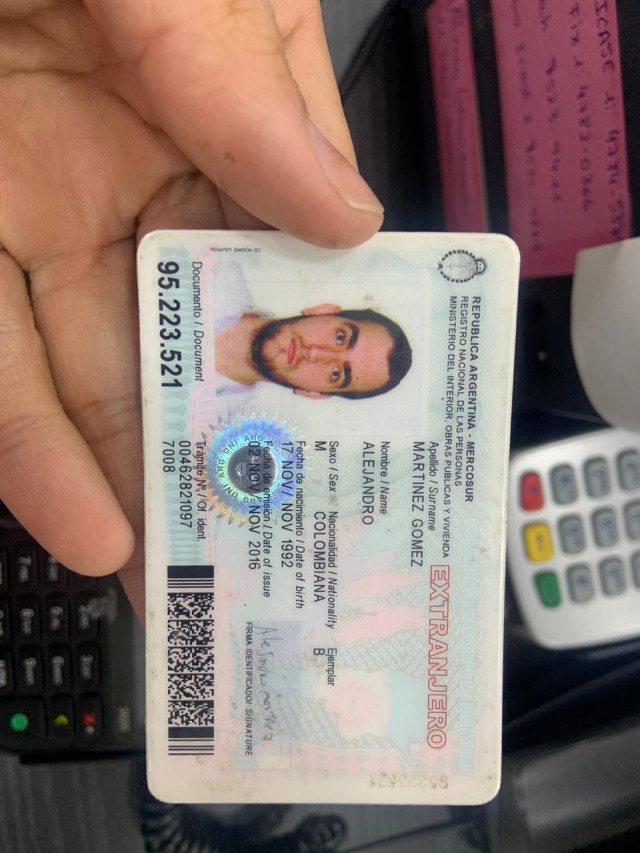 REPUBLICA ARGENTINA - MERCOSUR
REGISTRO NACIONAL DE LAS PERSONAS
MINISTERIO DEL INTERIOR, OBRAS PUBLICAS Y VIVIENDA
EXTRANJERO
Apellido / Surname
MARTINEZ GOMEZ
Nombre / Name
ALEJANDRO
Sexo / Sex Nacionalidad / Nationality Ejemplar
M COLOMBIANA B
Fecha de nacimiento / Date of birth
17 NOV/ NOV 1992
Fecha de emisión / Date of issue
02 NOV/ NOV 2016
FIRMA IDENTIFICADO/ SIGNATURE
Trámite Nº / Of. ident.
00462821097
7008
Documento / Document
95.223.521